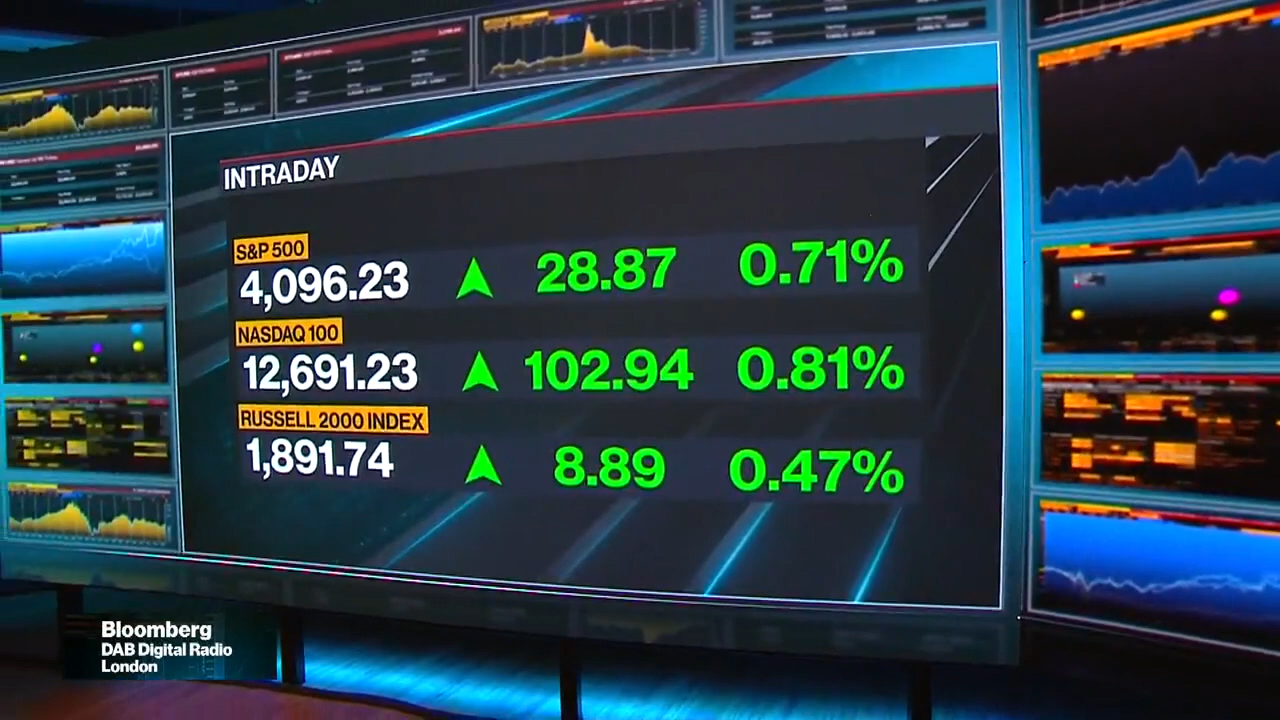 INTRADAY
S&P 500
4,096.23 28.87 0.71%
NASDAQ 100
12,691.23 102.94 0.81%
RUSSELL 2000 INDEX
1,891.74 8.89 0.47%
Bloomberg
DAB Digital Radio
London